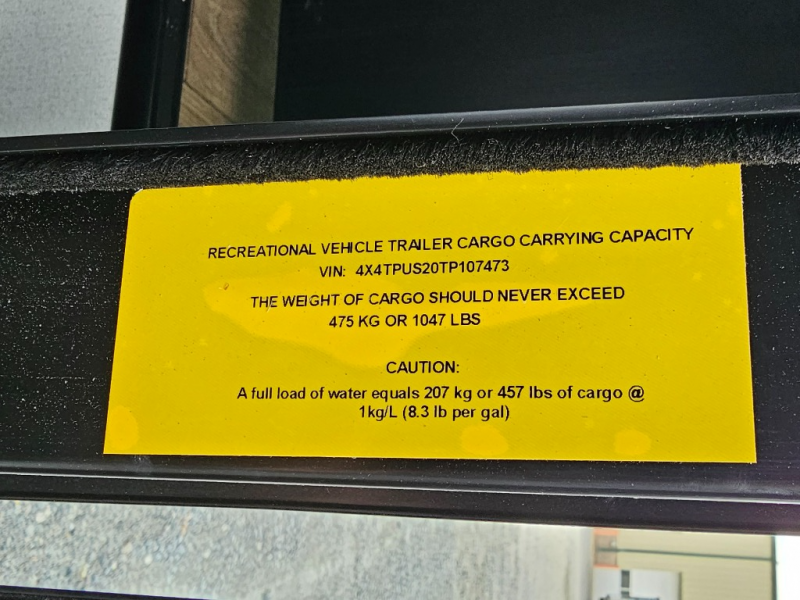 RECREATIONAL VEHICLE TRAILER CARGO CARRYING CAPACITY
VIN: 4X4TPUS20TP107473
THE WEIGHT OF CARGO SHOULD NEVER EXCEED
475 KG OR 1047 LBS
CAUTION:
A full load of water equals 207 kg or 457 lbs of cargo @
1kg/L (8.3 lb per gal)